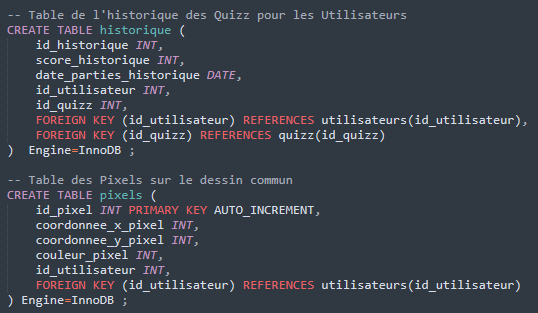 -- Table de l'historique des Quizz pour les Utilisateurs
CREATE TABLE historique (
    id_historique INT,
    score_historique INT,
    date_parties_historique DATE,
    id_utilisateur INT,
    id_quizz INT,
    FOREIGN KEY (id_utilisateur) REFERENCES utilisateurs(id_utilisateur),
    FOREIGN KEY (id_quizz) REFERENCES quizz(id_quizz)
)  Engine=InnoDB ;

-- Table des Pixels sur le dessin commun
CREATE TABLE pixels (
    id_pixel INT PRIMARY KEY AUTO_INCREMENT,
    coordonnee_x_pixel INT,
    coordonnee_y_pixel INT,
    couleur_pixel INT,
    id_utilisateur INT,
    FOREIGN KEY (id_utilisateur) REFERENCES utilisateurs(id_utilisateur)
) Engine=InnoDB ;